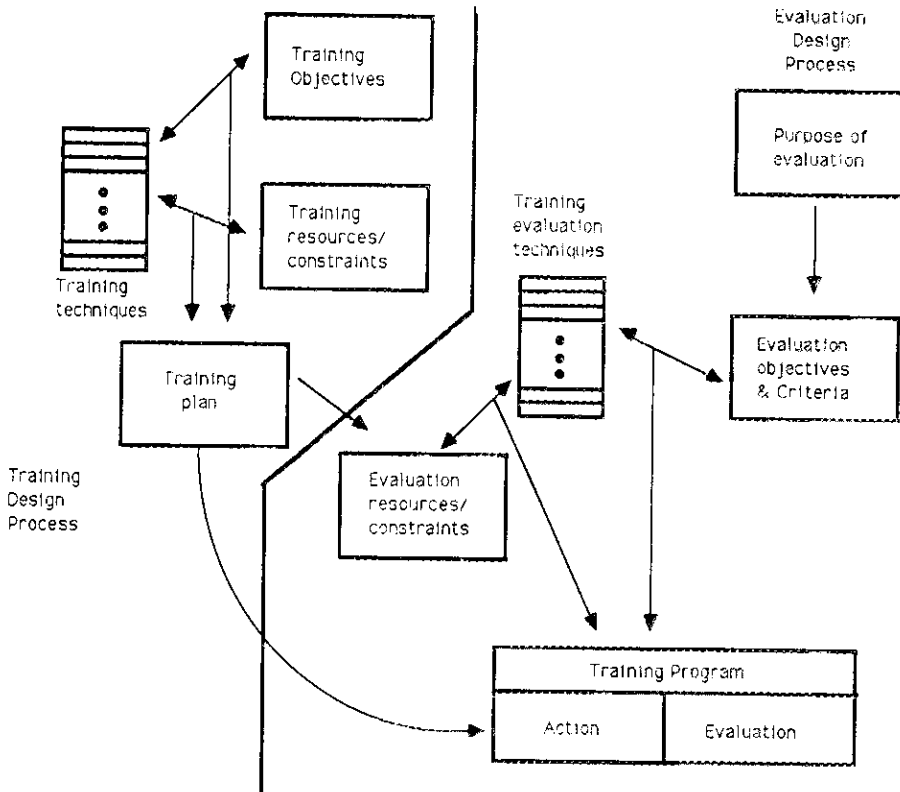 Training
Objectives
Training
resources/
constraints
Training
techniques
Training
plan
Training
Design
Process
Evaluation
Design
Process
Purpose of
evaluation
Training
evaluation
techniques
Evaluation
objectives
& Criteria
Evaluation
resources/
constraints
Training Program
Action
Evaluation